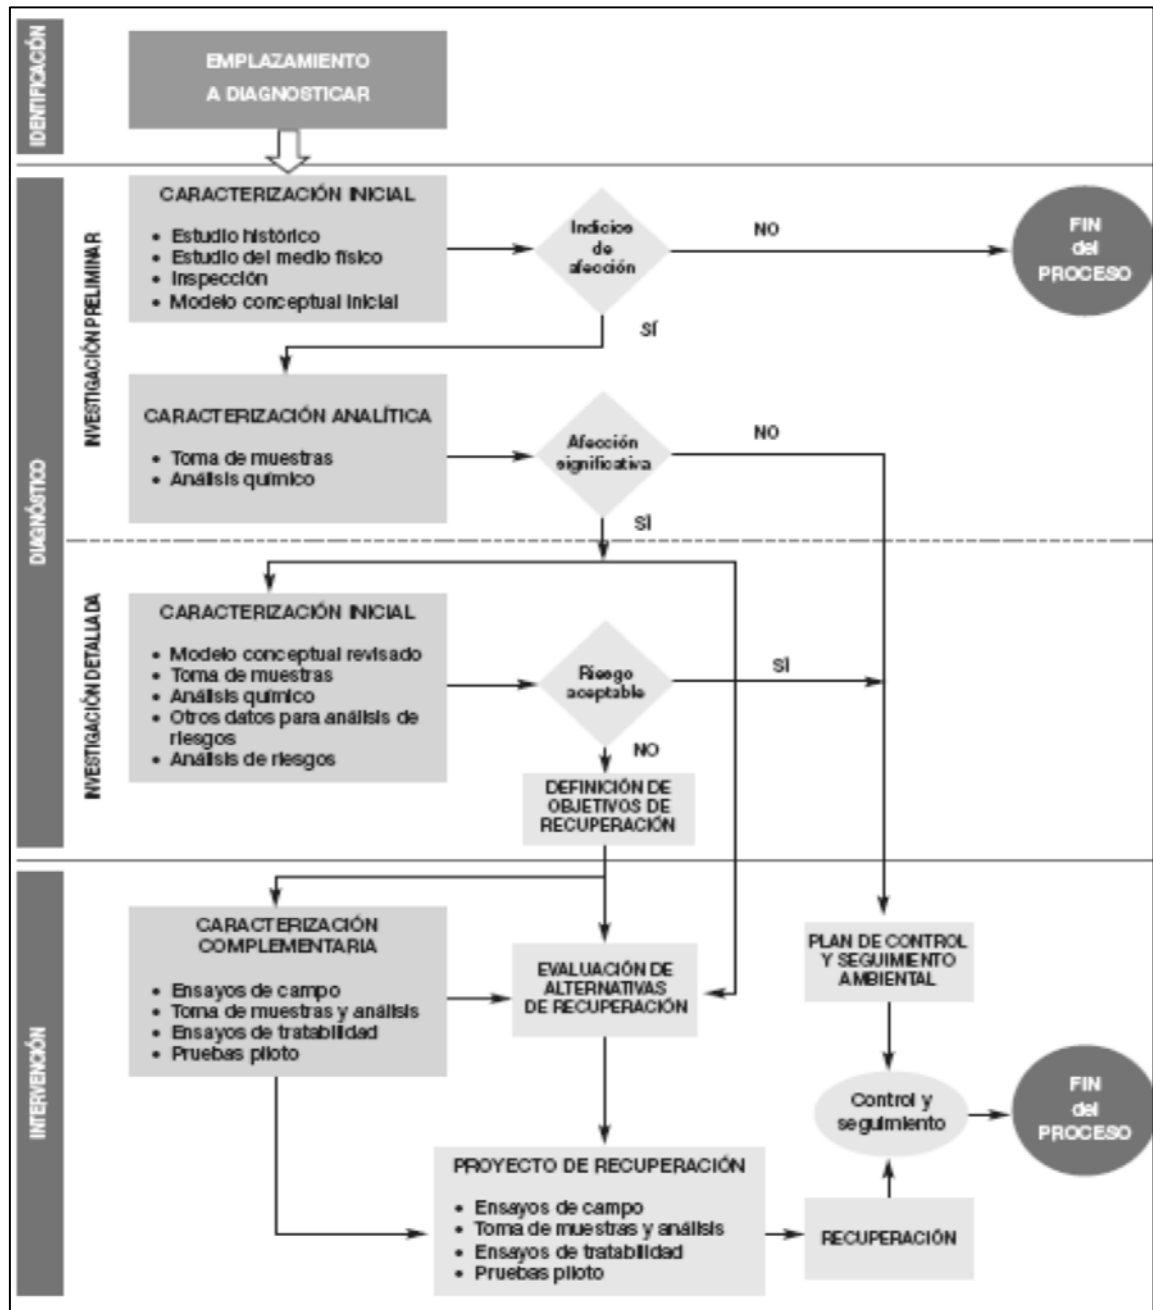 IDENTIFICACIÓN
EMPLAZAMIENTO
A DIAGNOSTICAR
DIAGNÓSTICO
INVESTIGACIÓN PRELIMINAR
CARACTERIZACIÓN INICIAL
• Estudio histórico
• Estudio del medio físico
• Inspección
• Modelo conceptual inicial
Indicios
de
afección
NO
FIN
del
PROCESO
SÍ
CARACTERIZACIÓN ANALÍTICA
• Toma de muestras
• Análisis químico
Afección
significativa
NO
SÍ
INVESTIGACIÓN DETALLADA
CARACTERIZACIÓN INICIAL
• Modelo conceptual revisado
• Toma de muestras
• Análisis químico
• Otros datos para análisis de
riesgos
• Análisis de riesgos
Riesgo
aceptable
SÍ
NO
DEFINICIÓN DE
OBJETIVOS DE
RECUPERACIÓN
INTERVENCIÓN
CARACTERIZACIÓN
COMPLEMENTARIA
• Ensayos de campo
• Toma de muestras y análisis
• Ensayos de tratabilidad
• Pruebas piloto
EVALUACIÓN DE
ALTERNATIVAS
DE RECUPERACIÓN
PLAN DE CONTROL
Y SEGUIMIENTO
AMBIENTAL
Control y
seguimiento
FIN
del
PROCESO
PROYECTO DE RECUPERACIÓN
• Ensayos de campo
• Toma de muestras y análisis
• Ensayos de tratabilidad
• Pruebas piloto
RECUPERACIÓN